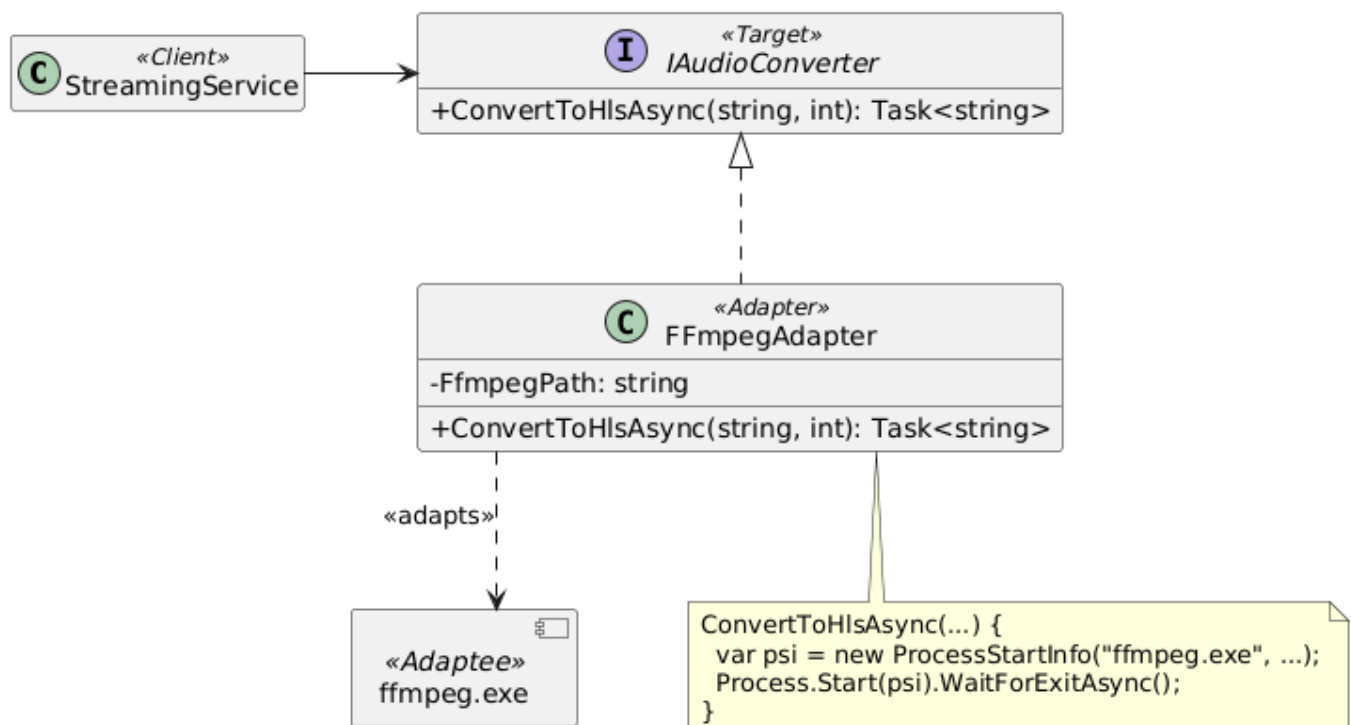 «Client»
C StreamingService
«Target»
I IAudioConverter
+ConvertToHlsAsync(string, int): Task<string>
«Adapter»
C FFmpegAdapter
-FfmpegPath: string
+ConvertToHlsAsync(string, int): Task<string>
«adapts»
«Adaptee»
ffmpeg.exe
ConvertToHlsAsync(...) {
var psi = new ProcessStartInfo("ffmpeg.exe", ...);
Process.Start(psi).WaitForExitAsync();
}